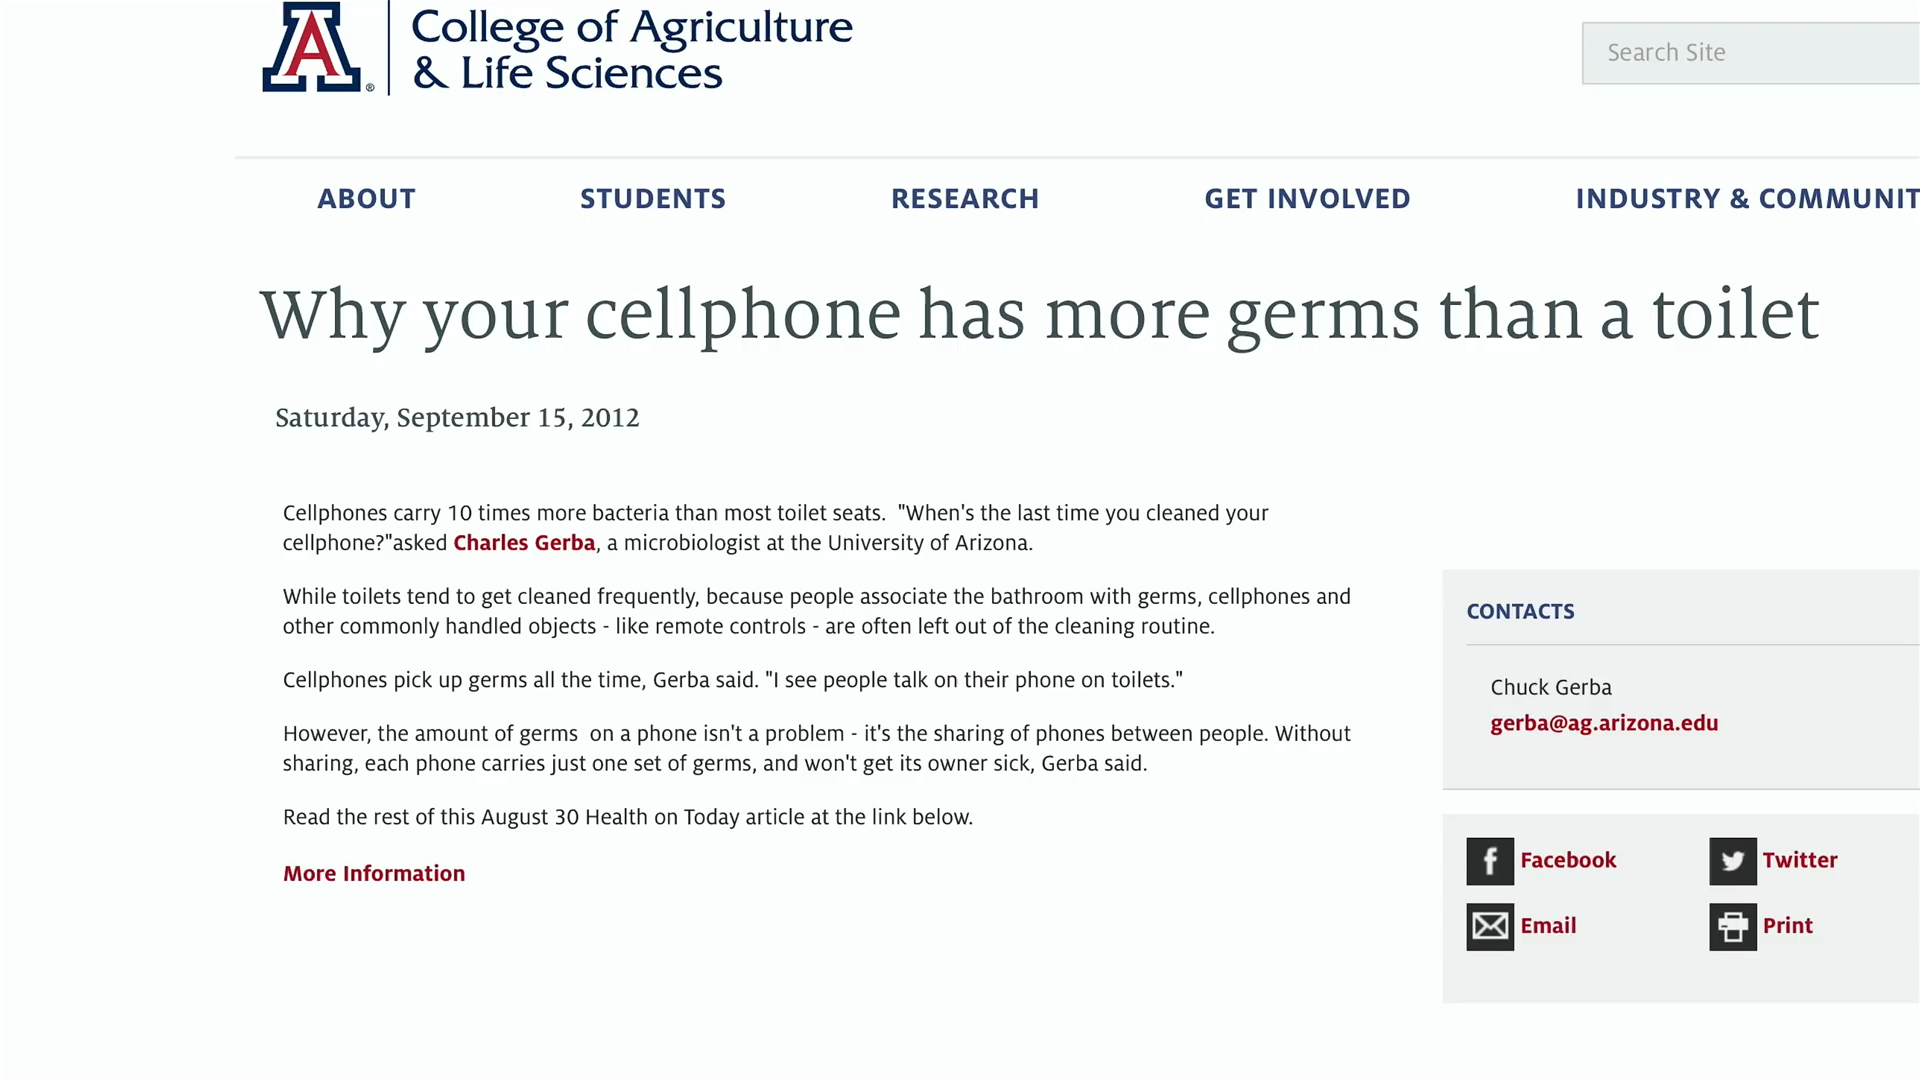 A®
College of Agriculture
& Life Sciences
Search Site
ABOUT
STUDENTS
RESEARCH
GET INVOLVED
INDUSTRY & COMMUNIT
Why your cellphone has more germs than a toilet
Saturday, September 15, 2012
Cellphones carry 10 times more bacteria than most toilet seats.  "When's the last time you cleaned your
cellphone?"asked Charles Gerba, a microbiologist at the University of Arizona.
While toilets tend to get cleaned frequently, because people associate the bathroom with germs, cellphones and
other commonly handled objects - like remote controls - are often left out of the cleaning routine.
Cellphones pick up germs all the time, Gerba said. "I see people talk on their phone on toilets."
However, the amount of germs  on a phone isn't a problem - it's the sharing of phones between people. Without
sharing, each phone carries just one set of germs, and won't get its owner sick, Gerba said.
Read the rest of this August 30 Health on Today article at the link below.
More Information
CONTACTS
Chuck Gerba
gerba@ag.arizona.edu
Facebook
Twitter
Email
Print